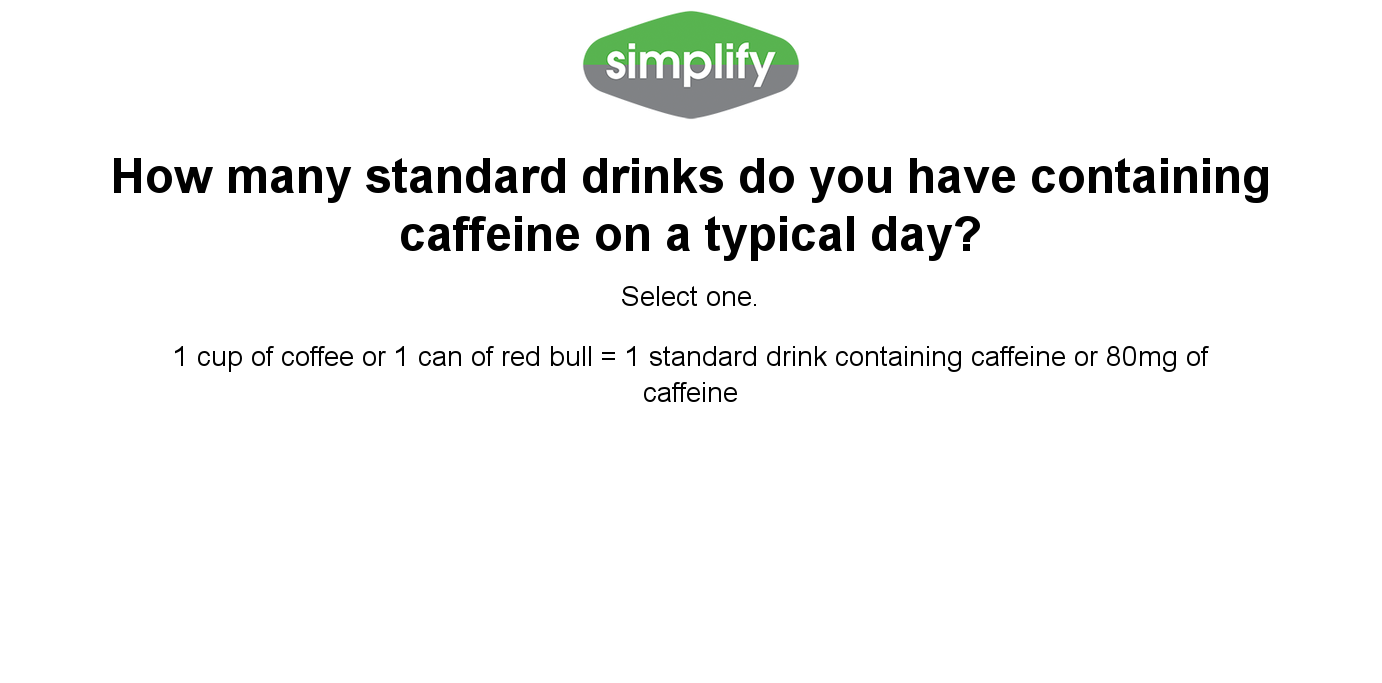 simplify
How many standard drinks do you have containing
caffeine on a typical day?
Select one.
1 cup of coffee or 1 can of red bull = 1 standard drink containing caffeine or 80mg of
caffeine